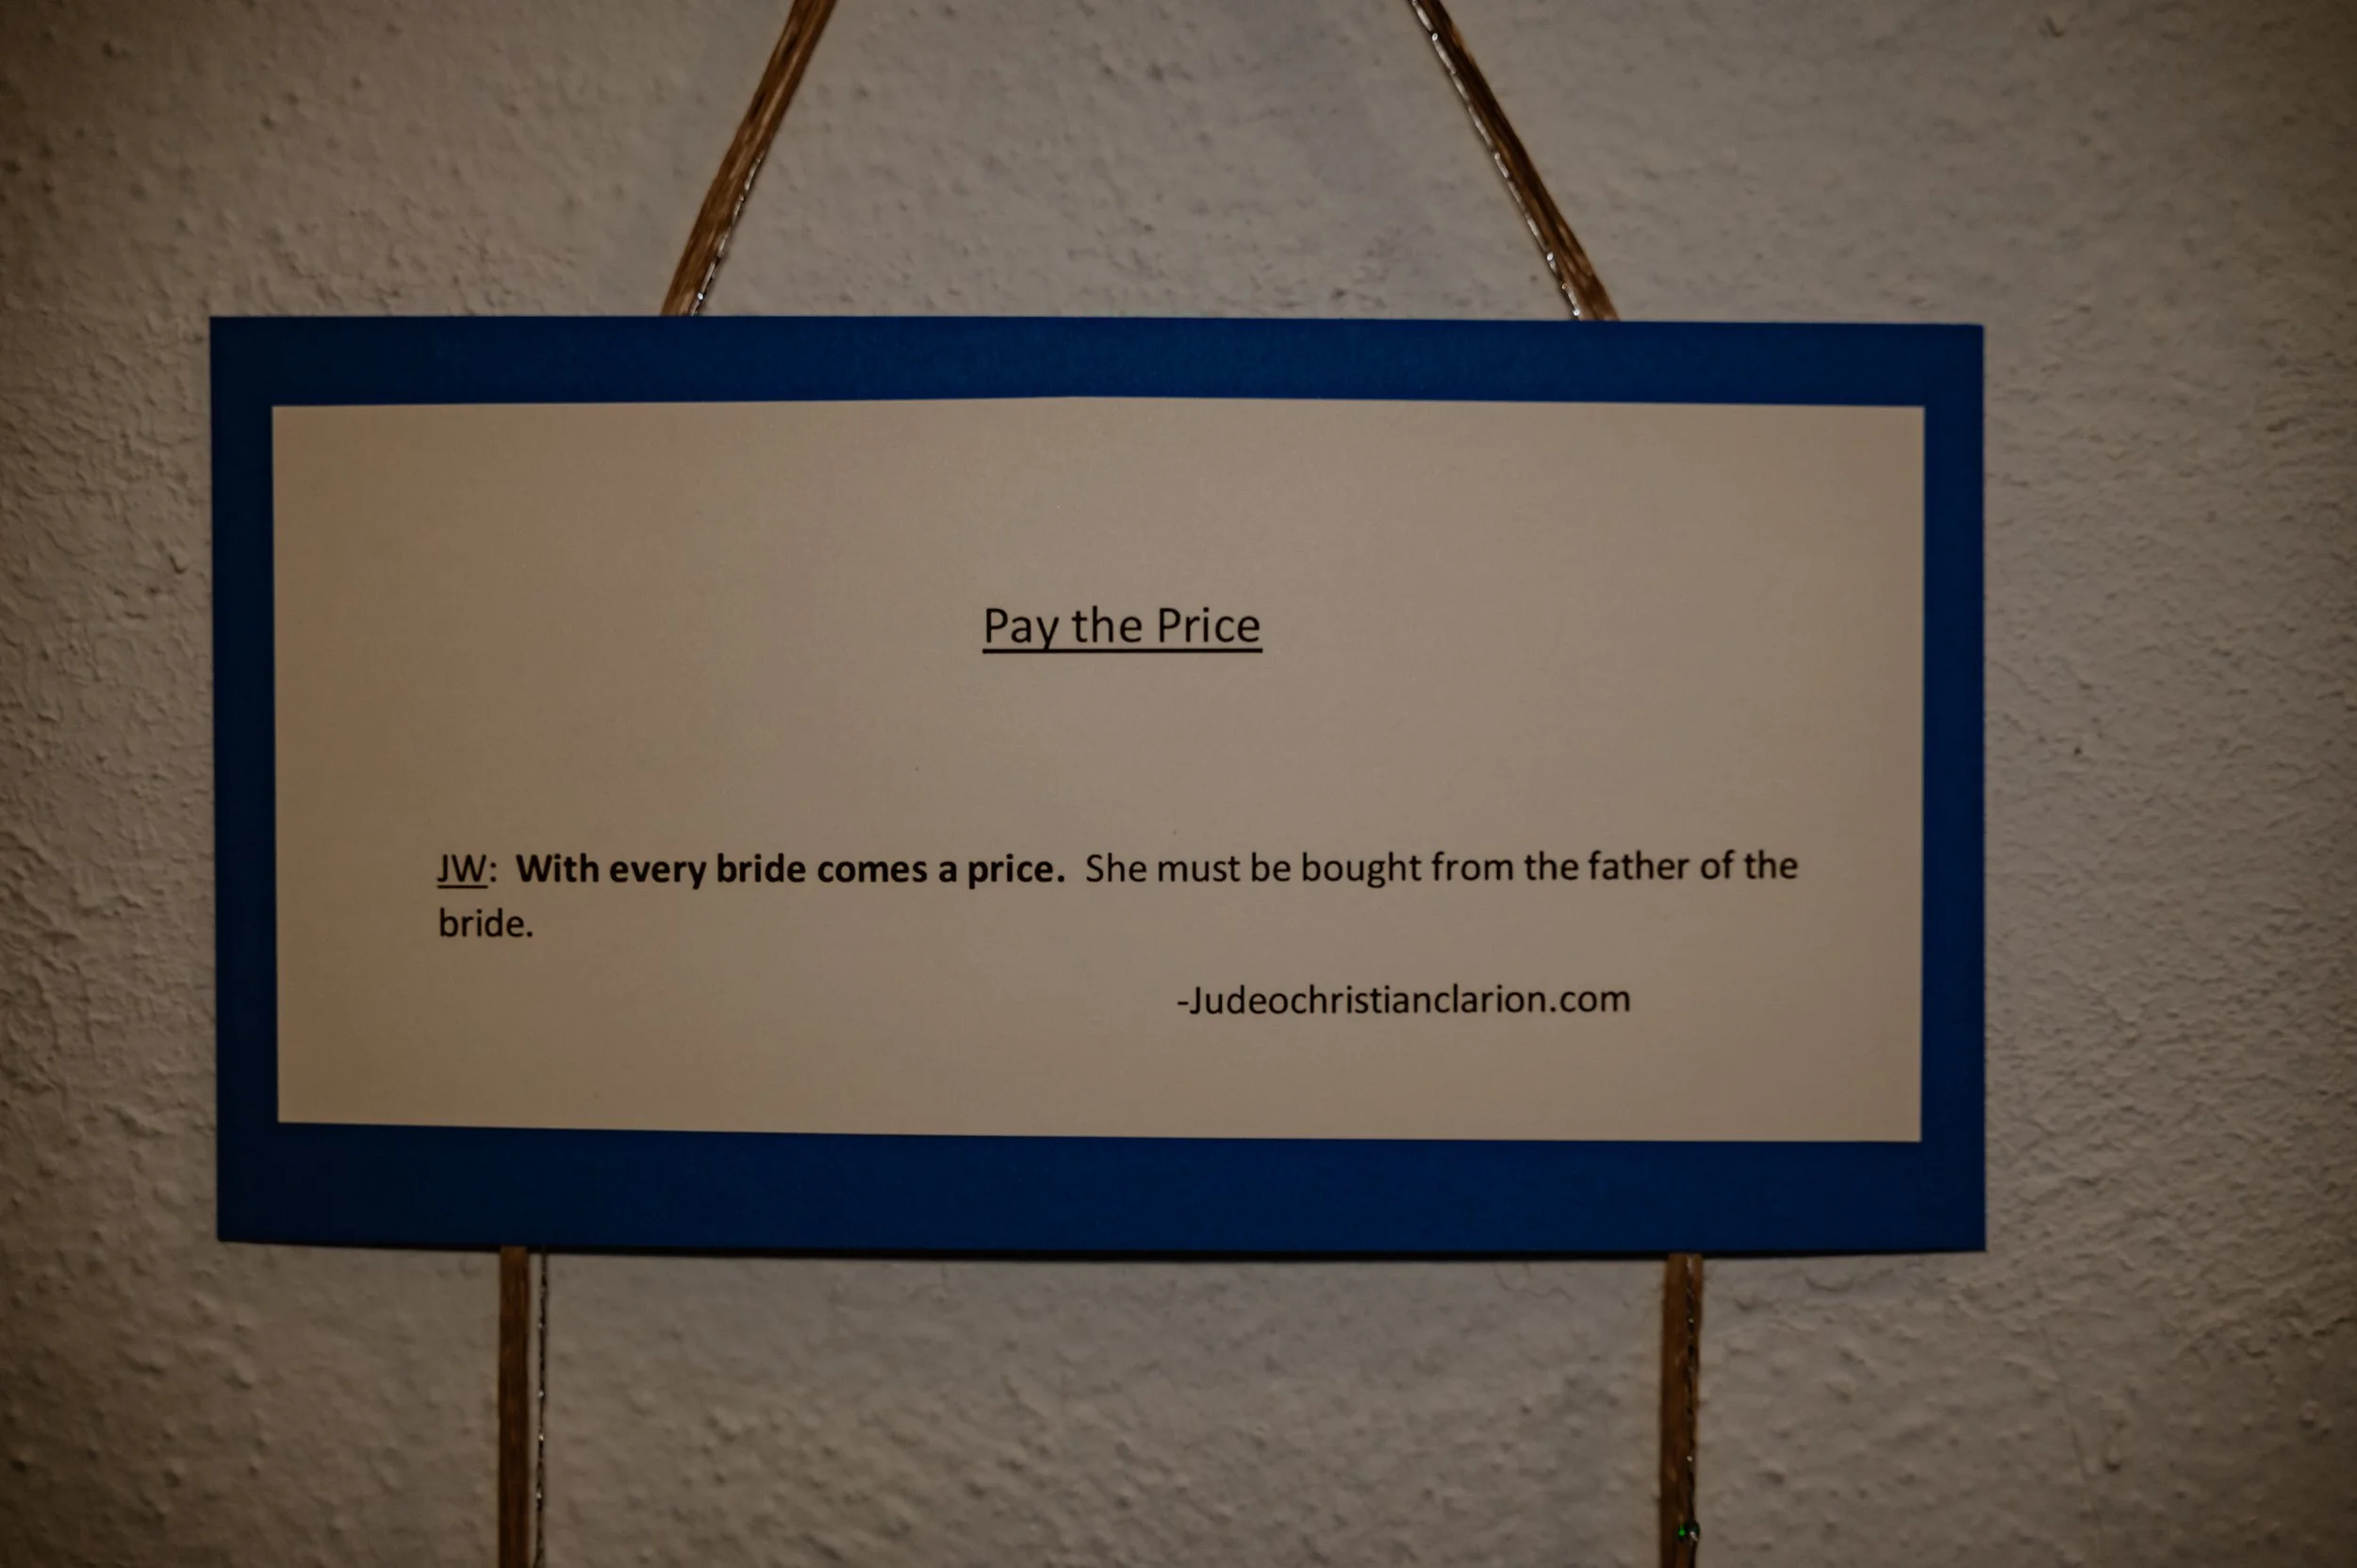 Pay the Price
JW:  With every bride comes a price.  She must be bought from the father of the
bride.
-Judeochristianclarion.com